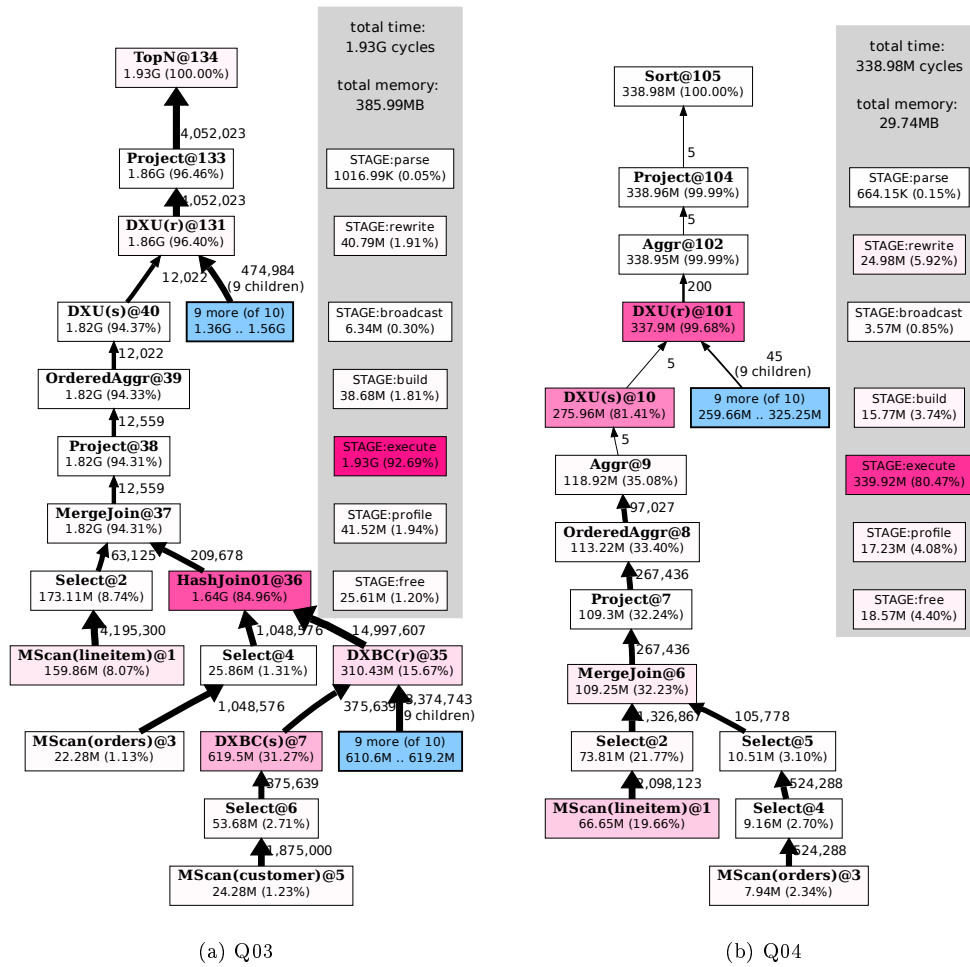 total time:
1.93G cycles
total memory:
385.99MB
TopN@134
1.93G (100.00%)
4,052,023
Project@133
1.86G (96.46%)
STAGE:parse
1016.99K (0.05%)
4,052,023
DXU(r)@131
1.86G (96.40%)
STAGE:rewrite
40.79M (1.91%)
12,022
474,984
(9 children)
DXU(s)@40
1.82G (94.37%)
9 more (of 10)
1.36G .. 1.56G
STAGE:broadcast
6.34M (0.30%)
12,022
OrderedAggr@39
1.82G (94.33%)
STAGE:build
38.68M (1.81%)
12,559
Project@38
1.82G (94.31%)
STAGE:execute
1.93G (92.69%)
12,559
MergeJoin@37
1.82G (94.31%)
STAGE:profile
41.52M (1.94%)
63,125
209,678
Select@2
173.11M (8.74%)
HashJoin01@36
1.64G (84.96%)
STAGE:free
25.61M (1.20%)
4,195,300
1,048,576
14,997,607
MScan(lineitem)@1
159.86M (8.07%)
Select@4
25.86M (1.31%)
DXBC(r)@35
310.43M (15.67%)
1,048,576
375,639
3,374,743
(9 children)
MScan(orders)@3
22.28M (1.13%)
DXBC(s)@7
619.5M (31.27%)
9 more (of 10)
610.6M .. 619.2M
375,639
Select@6
53.68M (2.71%)
1,875,000
MScan(customer)@5
24.28M (1.23%)
(a) Q03
total time:
338.98M cycles
total memory:
29.74MB
Sort@105
338.98M (100.00%)
5
Project@104
338.96M (99.99%)
STAGE:parse
664.15K (0.15%)
5
Aggr@102
338.95M (99.99%)
STAGE:rewrite
24.98M (5.92%)
200
DXU(r)@101
337.9M (99.68%)
STAGE:broadcast
3.57M (0.85%)
5
45
(9 children)
DXU(s)@10
275.96M (81.41%)
9 more (of 10)
259.66M .. 325.25M
STAGE:build
15.77M (3.74%)
5
Aggr@9
118.92M (35.08%)
STAGE:execute
339.92M (80.47%)
97,027
OrderedAggr@8
113.22M (33.40%)
STAGE:profile
17.23M (4.08%)
267,436
Project@7
109.3M (32.24%)
STAGE:free
18.57M (4.40%)
267,436
MergeJoin@6
109.25M (32.23%)
1,326,867
105,778
Select@2
73.81M (21.77%)
Select@5
10.51M (3.10%)
2,098,123
524,288
MScan(lineitem)@1
66.65M (19.66%)
Select@4
9.16M (2.70%)
524,288
MScan(orders)@3
7.94M (2.34%)
(b) Q04